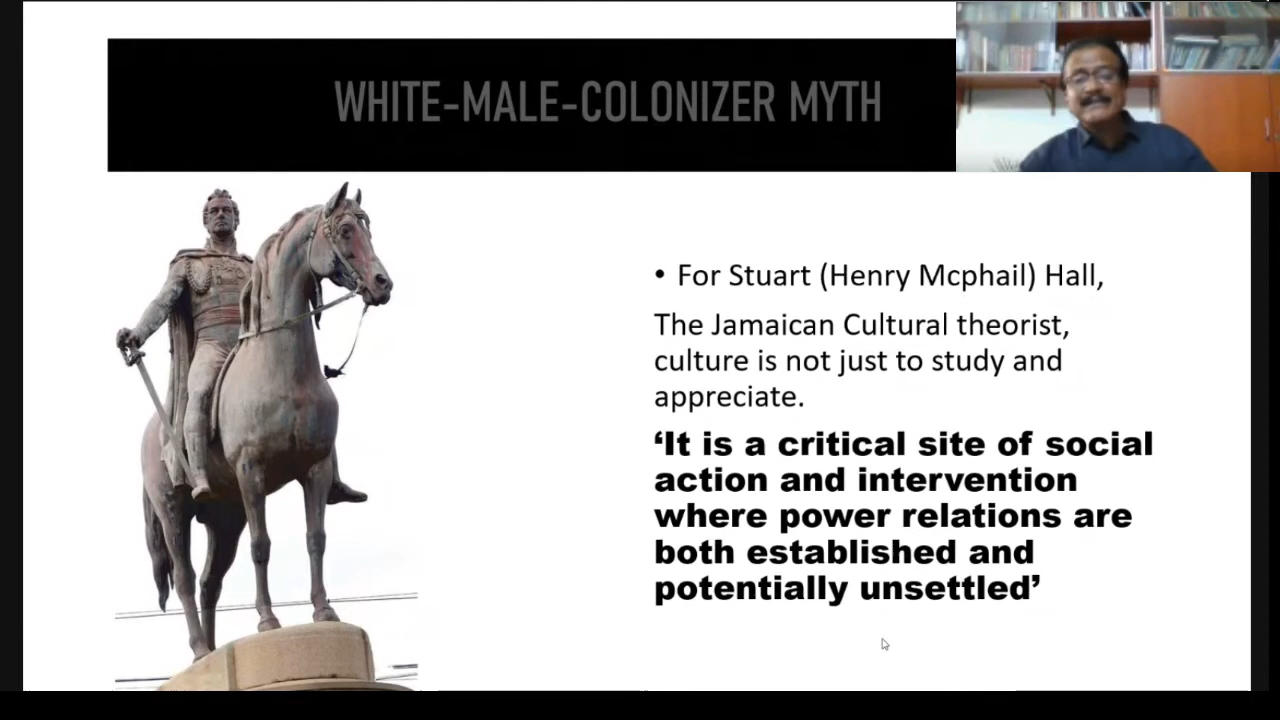 WHITE-MALE-COLONIZER MYTH
• For Stuart (Henry Mcphail) Hall,
The Jamaican Cultural theorist,
culture is not just to study and
appreciate.
‘It is a critical site of social
action and intervention
where power relations are
both established and
potentially unsettled’